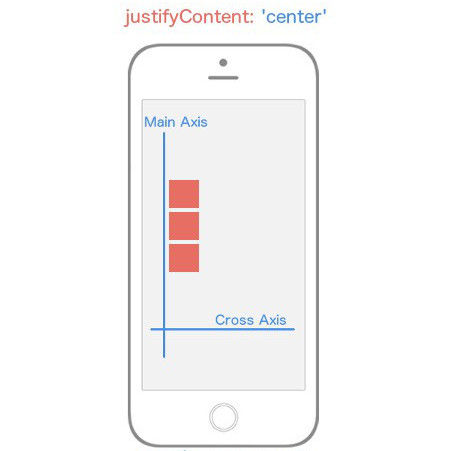 justifyContent: 'center'
Main Axis
Cross Axis